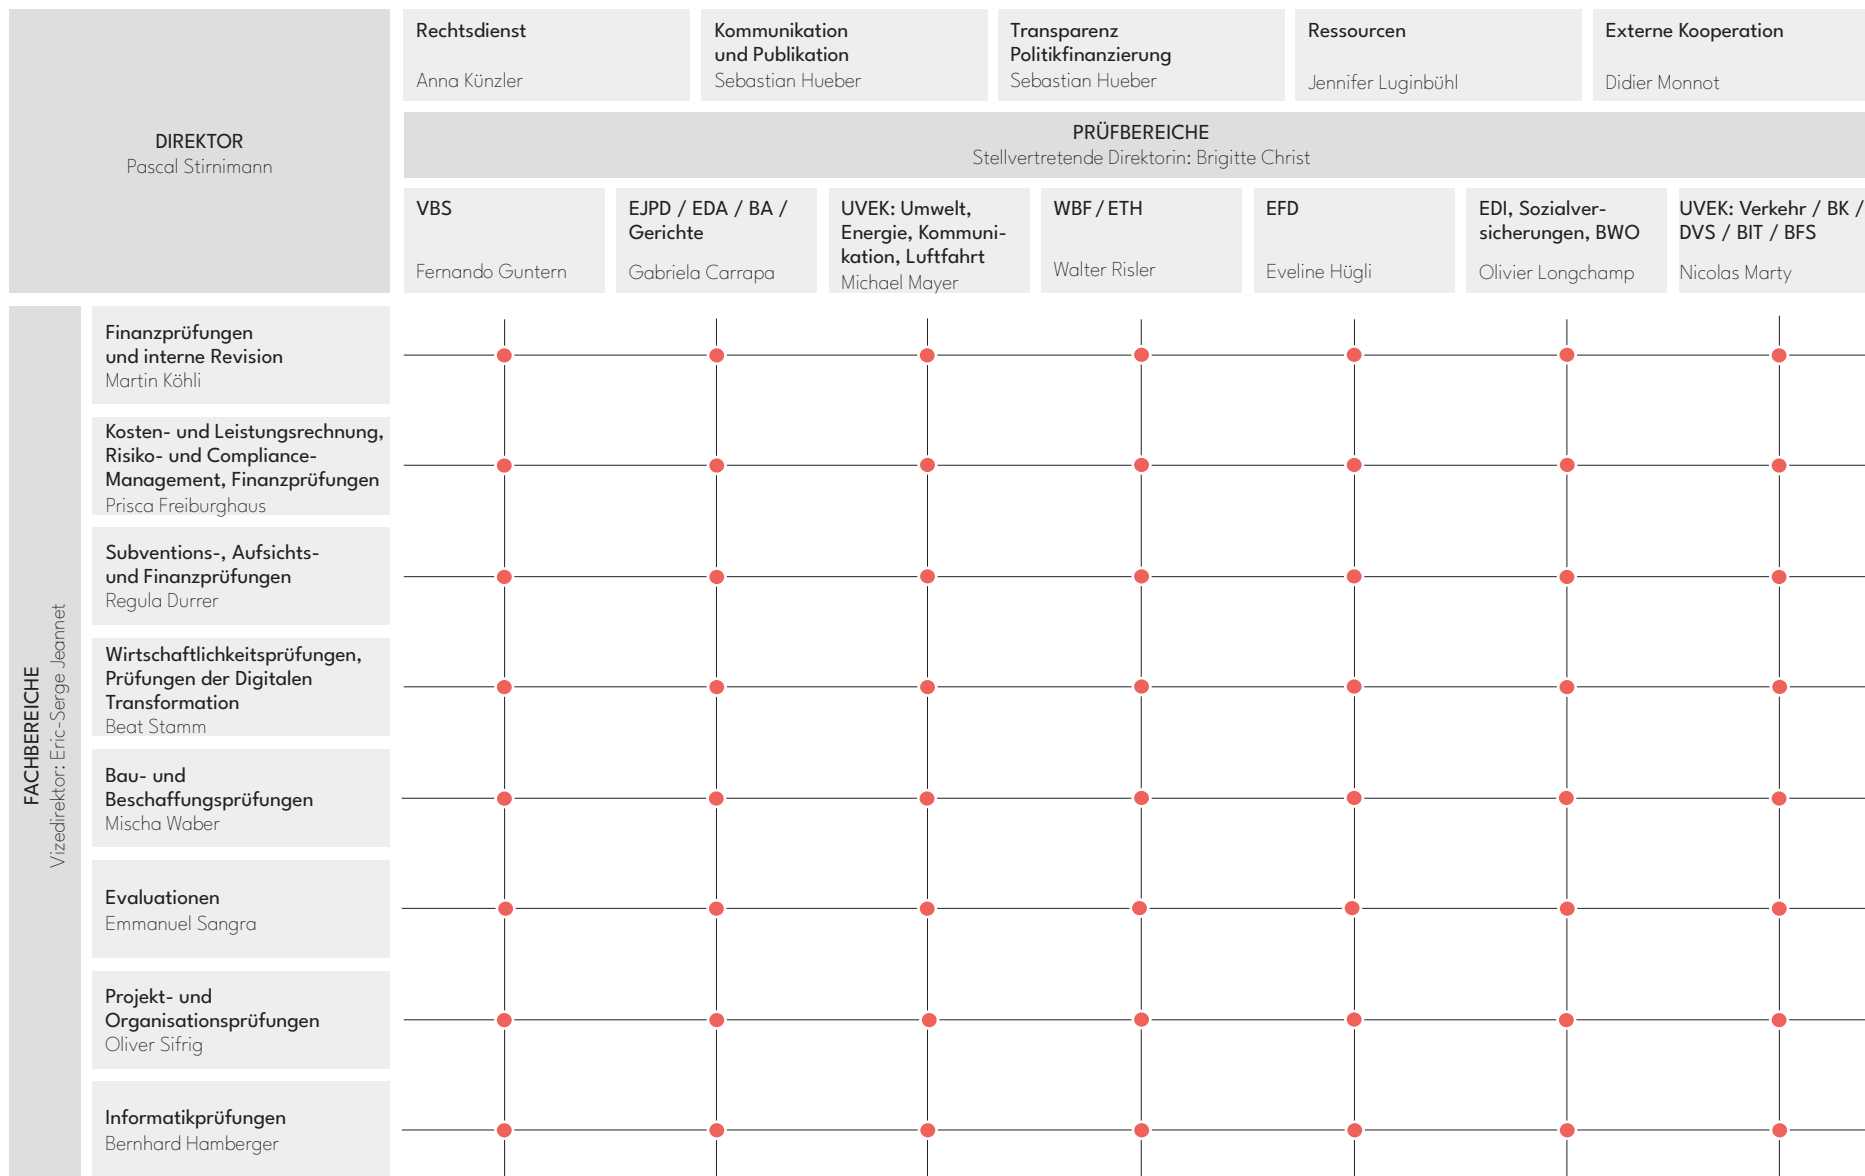 DIREKTOR
Pascal Stirnimann
Rechtsdienst
Anna Künzler
Kommunikation
und Publikation
Sebastian Hueber
Transparenz
Politikfinanzierung
Sebastian Hueber
Ressourcen
Jennifer Luginbühl
Externe Kooperation
Didier Monnot
PRÜFBEREICHE
Stellvertretende Direktorin: Brigitte Christ
VBS
Fernando Guntern
EJPD / EDA / BA /
Gerichte
Gabriela Carrapa
UVEK: Umwelt,
Energie, Kommuni-
kation, Luftfahrt
Michael Mayer
WBF / ETH
Walter Risler
EFD
Eveline Hügli
EDI, Sozialver-
sicherungen, BWO
Olivier Longchamp
UVEK: Verkehr / BK /
DVS / BIT / BFS
Nicolas Marty
FACHBEREICHE
Vizedirektor: Eric-Serge Jeannet
Finanzprüfungen
und interne Revision
Martin Köhli
Kosten- und Leistungsrechnung,
Risiko- und Compliance-
Management, Finanzprüfungen
Prisca Freiburghaus
Subventions-, Aufsichts-
und Finanzprüfungen
Regula Durrer
Wirtschaftlichkeitsprüfungen,
Prüfungen der Digitalen
Transformation
Beat Stamm
Bau- und
Beschaffungsprüfungen
Mischa Waber
Evaluationen
Emmanuel Sangra
Projekt- und
Organisationsprüfungen
Oliver Sifrig
Informatikprüfungen
Bernhard Hamberger